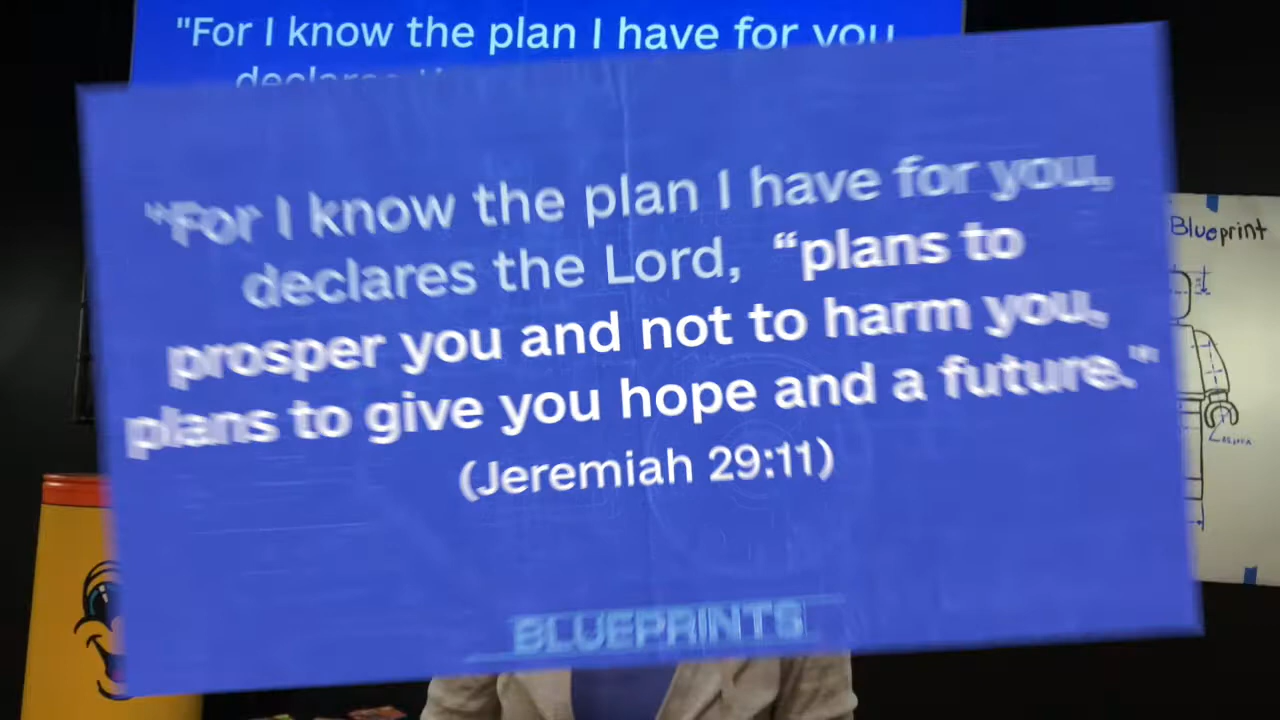 "For I know the plan I have for you
declares
"For I know the plan I have for you,
declares the Lord, “plans to
prosper you and not to harm you,
plans to give you hope and a future."
(Jeremiah 29:11)
BLUEPRINTS
Blueprint